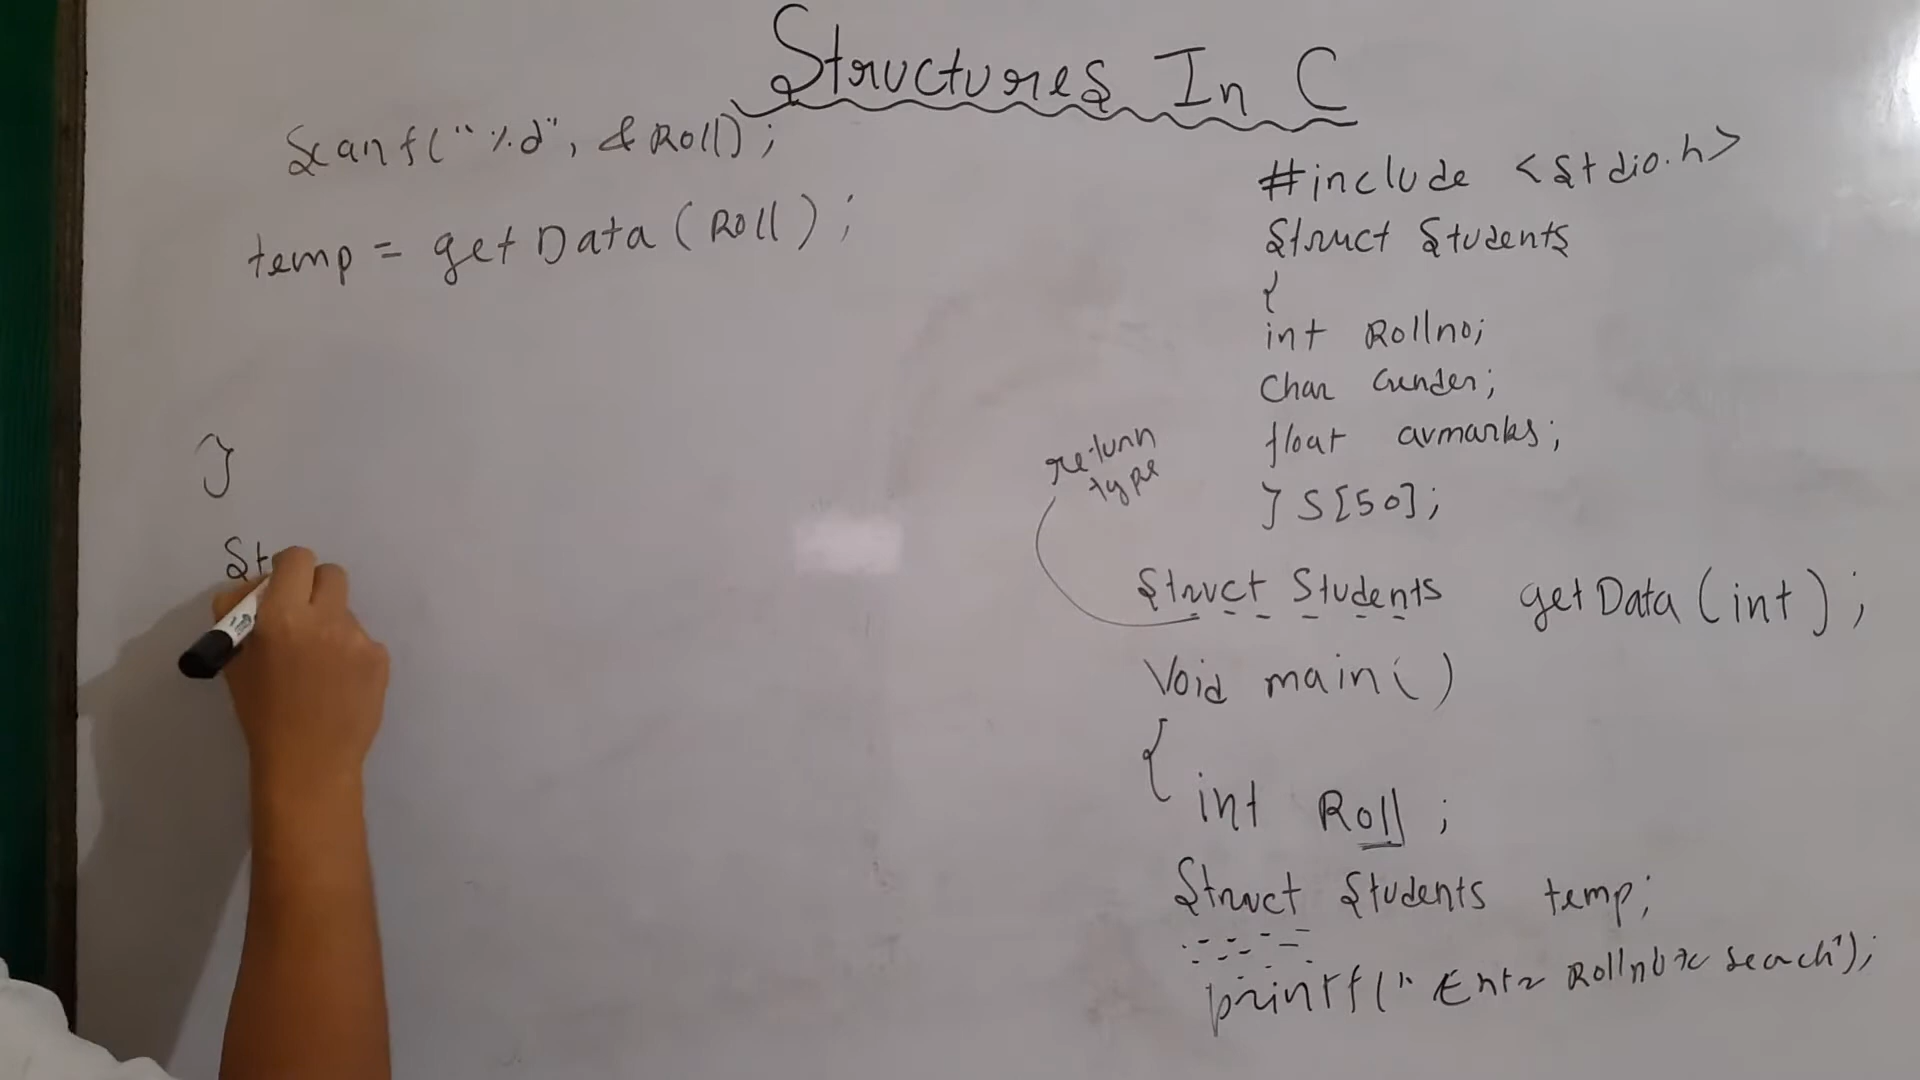 Structures In C
Scanf("%d", &Roll);
temp = getData(Roll);
}
St
#include <stdio.h>
Struct Students
{
int Rollno;
Char Gender;
float avmarks;
} S[50];
return
type
Struct Students getData(int);
Void main()
{
int Roll;
Struct Students temp;
printf("Enter Rollno search");